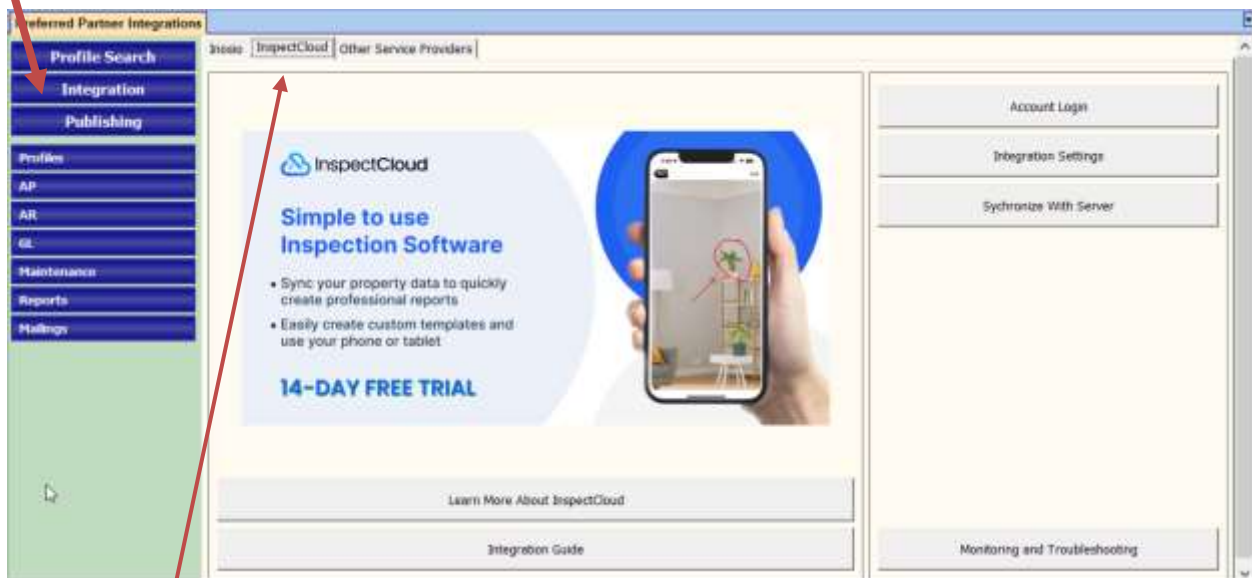 Preferred Partner Integrations
Profile Search
Integration
Publishing
Profiles
AP
AR
GL
Maintenance
Reports
Mailings
InspectCloud
Other Service Providers
InspectCloud
Simple to use
Inspection Software
• Sync your property data to quickly
create professional reports
• Easily create custom templates and
use your phone or tablet
14-DAY FREE TRIAL
Learn More About InspectCloud
Integration Guide
Account Login
Integration Settings
Sychronize With Server
Monitoring and Troubleshooting